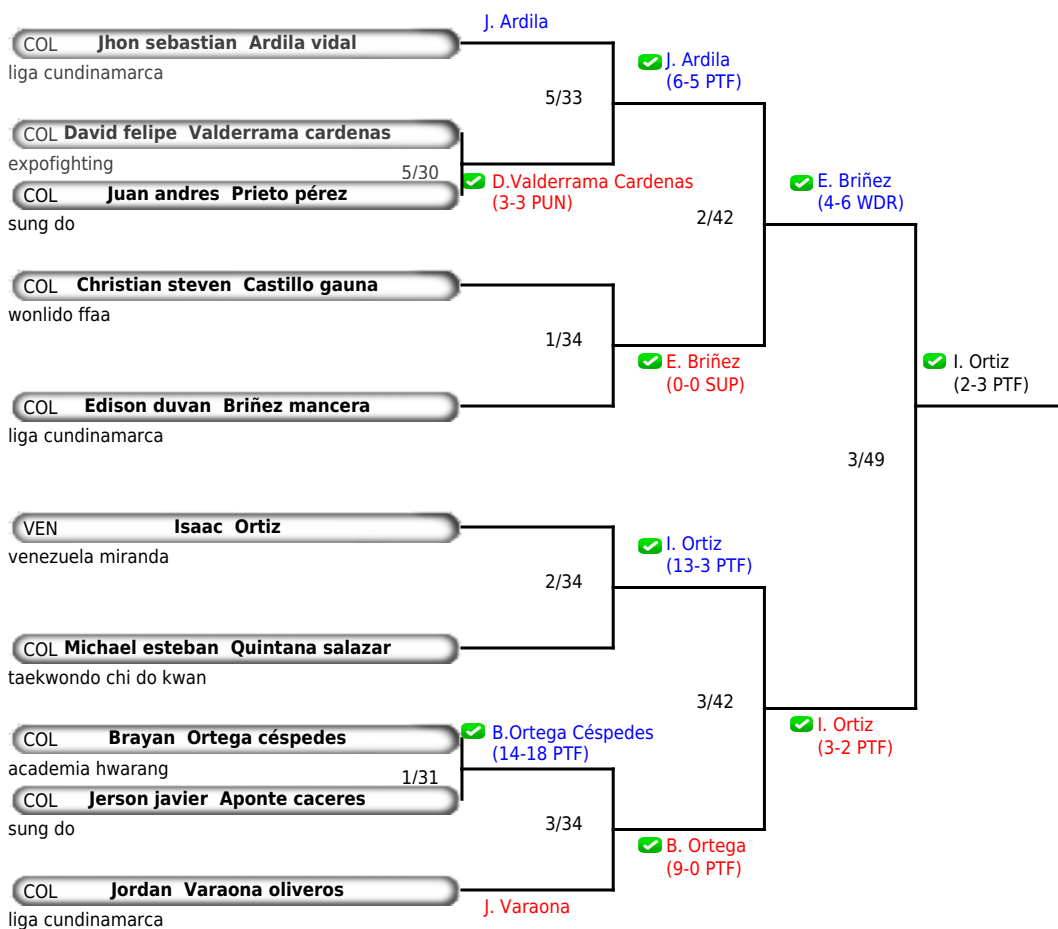 J. Ardila
COL Jhon sebastian Ardila vidal
liga cundinamarca
J. Ardila
(6-5 PTF)
5/33
COL David felipe Valderrama cardenas
expofighting
5/30
D.Valderrama Cardenas
(3-3 PUN)
COL Juan andres Prieto pérez
sung do
E. Briñez
(4-6 WDR)
2/42
COL Christian steven Castillo gauna
wonlido ffaa
1/34
E. Briñez
(0-0 SUP)
I. Ortiz
(2-3 PTF)
COL Edison duvan Briñez mancera
liga cundinamarca
3/49
VEN Isaac Ortiz
venezuela miranda
I. Ortiz
(13-3 PTF)
2/34
COL Michael esteban Quintana salazar
taekwondo chi do kwan
3/42
I. Ortiz
(3-2 PTF)
COL Brayan Ortega céspedes
academia hwarang
B.Ortega Céspedes
(14-18 PTF)
1/31
COL Jerson javier Aponte caceres
sung do
3/34
B. Ortega
(9-0 PTF)
COL Jordan Varaona oliveros
liga cundinamarca
J. Varaona